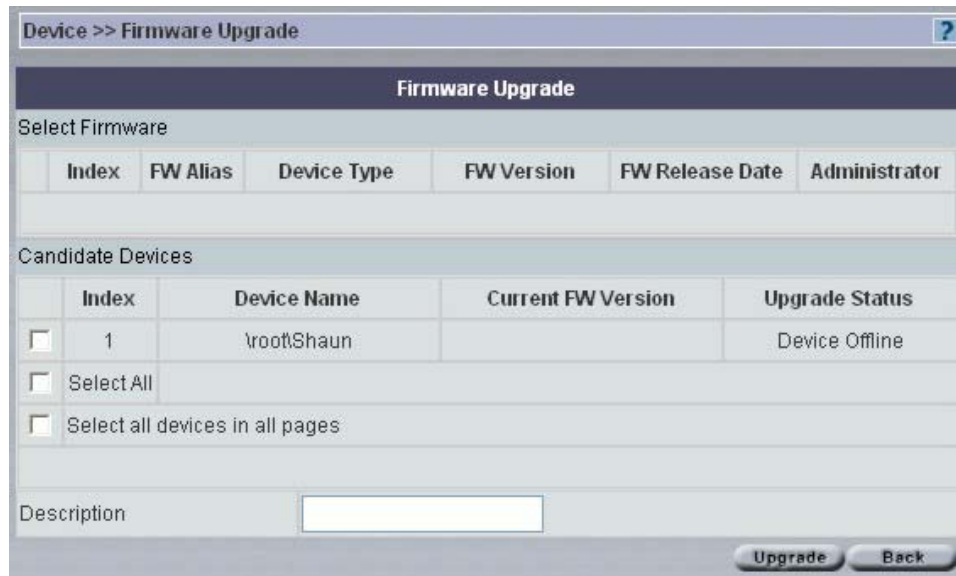 Device >> Firmware Upgrade ?
Firmware Upgrade
Select Firmware
Index FW Alias Device Type FW Version FW Release Date Administrator
Candidate Devices
Index Device Name Current FW Version Upgrade Status
1 \root\Shaun Device Offline
Select All
Select all devices in all pages
Description
Upgrade Back